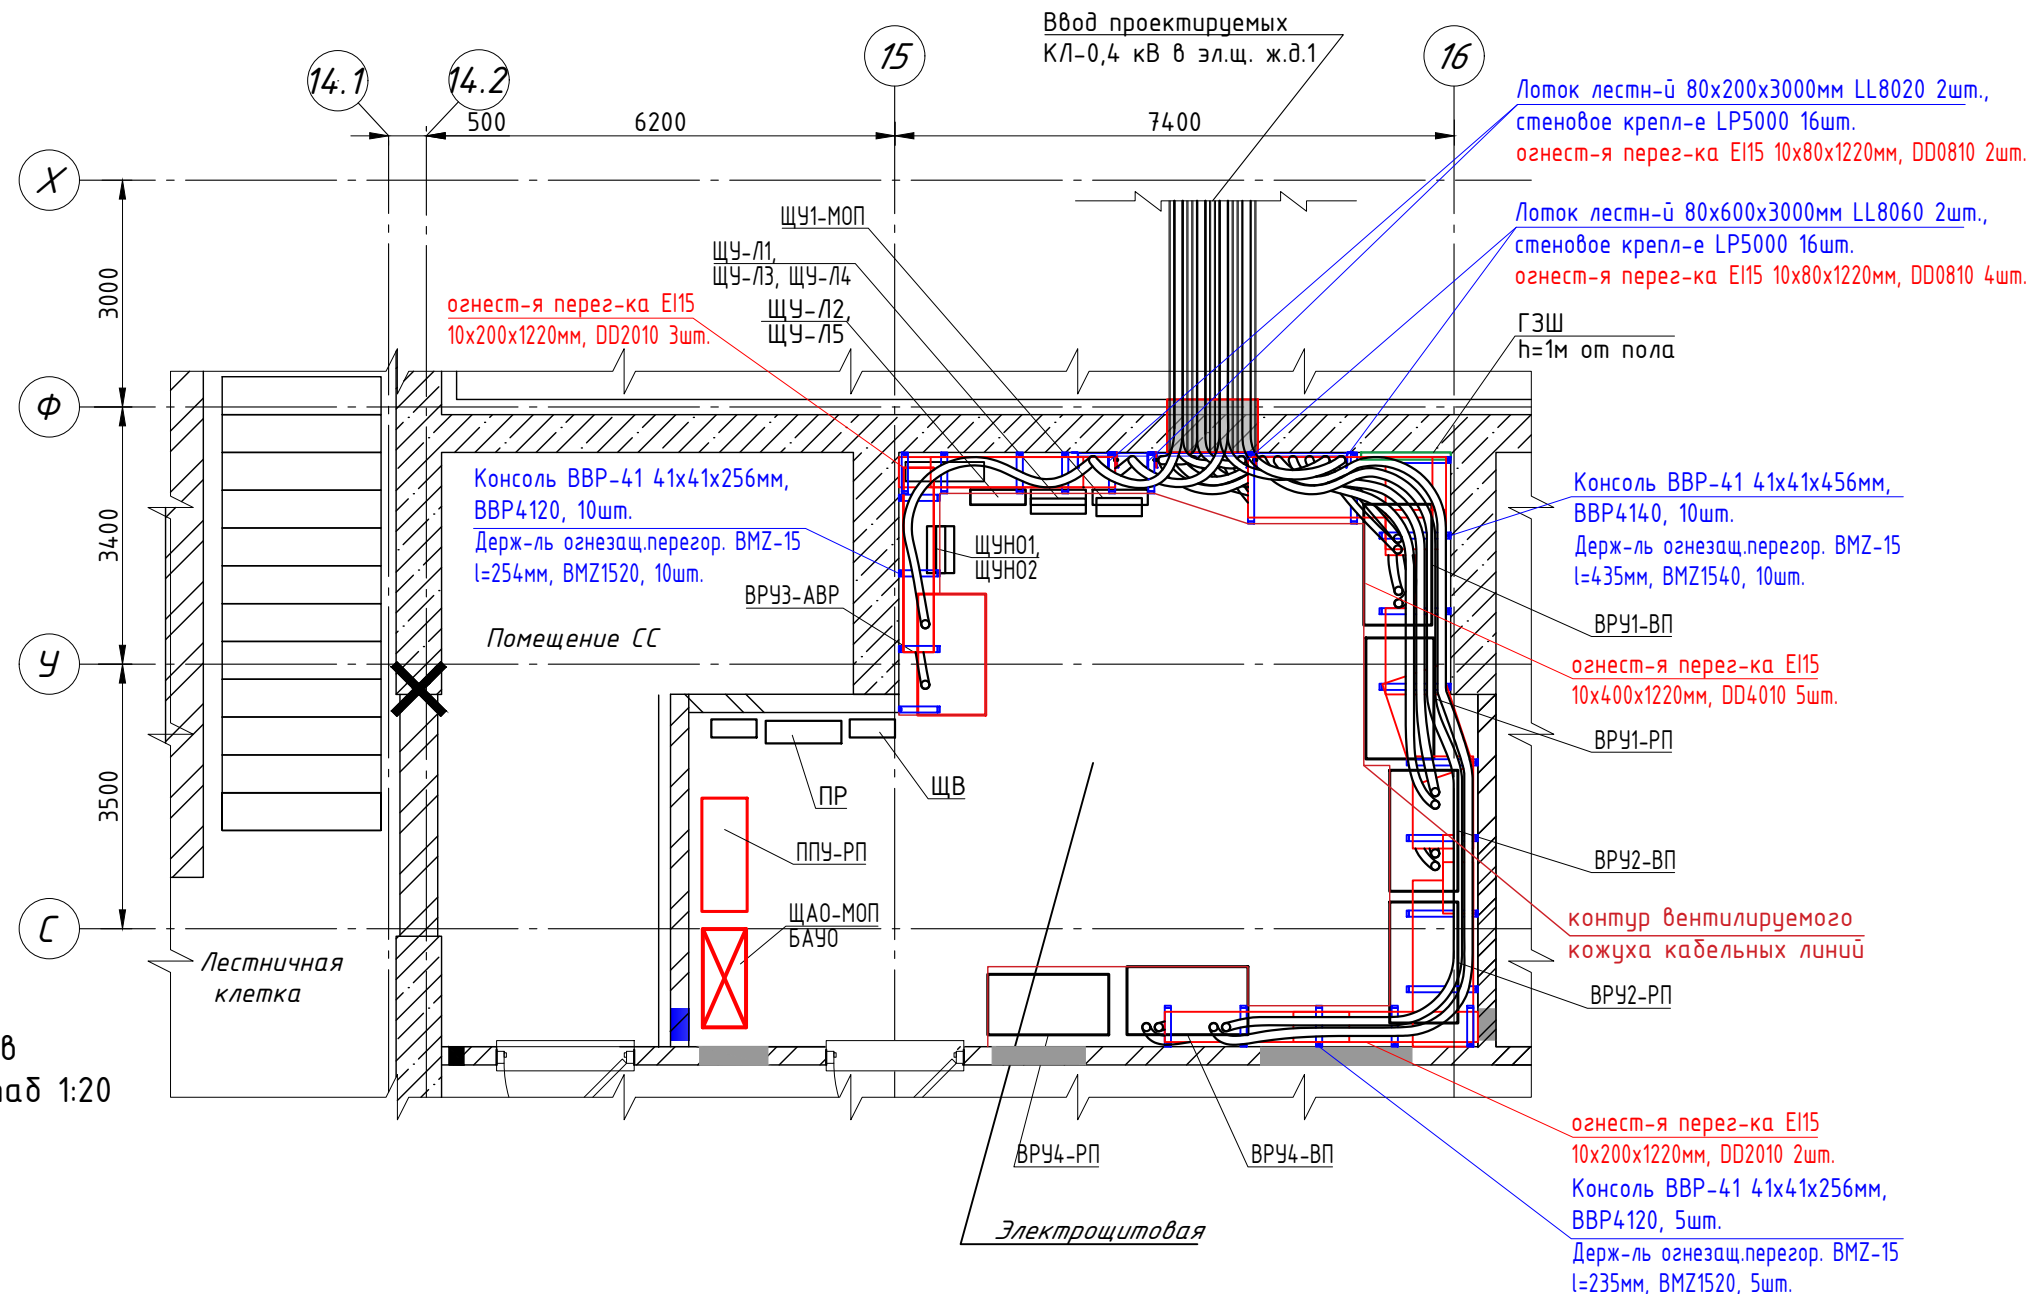 Ввод проектируемых
КЛ-0,4 кВ в эл.щ. ж.д.1
14.1
14.2
15
16
500
6200
7400
Лоток лестн-й 80х200х3000мм LL8020 2шт.,
стеновое крепл-е LP5000 16шт.
огнест-я перег-ка EI15 10х80х1220мм, DD0810 2шт.
Х
ЩУ1-МОП
Лоток лестн-й 80х600х3000мм LL8060 2шт.,
стеновое крепл-е LP5000 16шт.
огнест-я перег-ка EI15 10х80х1220мм, DD0810 4шт.
ЩУ-Л1,
ЩУ-Л3, ЩУ-Л4
3000
огнест-я перег-ка EI15
10х200х1220мм, DD2010 3шт.
ЩУ-Л2,
ЩУ-Л5
ГЗШ
h=1м от пола
Ф
Консоль ВВР-41 41х41х256мм,
ВВР4120, 10шт.
Держ-ль огнезащ.перегор. BMZ-15
l=254мм, BMZ1520, 10шт.
Консоль ВВР-41 41х41х456мм,
ВВР4140, 10шт.
Держ-ль огнезащ.перегор. BMZ-15
l=435мм, BMZ1540, 10шт.
3400
ЩУНО1,
ЩУНО2
ВРУ3-АВР
ВРУ1-ВП
Помещение СС
У
огнест-я перег-ка EI15
10х400х1220мм, DD4010 5шт.
ВРУ1-РП
3500
ПР
ЩВ
ППУ-РП
ВРУ2-ВП
ЩАО-МОП
БАУО
контур вентилируемого
кожуха кабельных линий
С
Лестничная
клетка
ВРУ2-РП
в
таб 1:20
огнест-я перег-ка EI15
10х200х1220мм, DD2010 2шт.
ВРУ4-РП
ВРУ4-ВП
Консоль ВВР-41 41х41х256мм,
ВВР4120, 5шт.
Электрощитовая
Держ-ль огнезащ.перегор. BMZ-15
l=235мм, BMZ1520, 5шт.